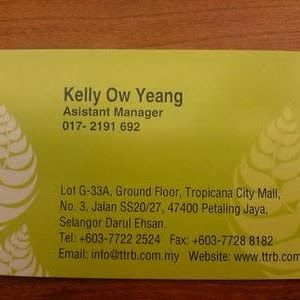 Kelly Ow Yeang
Asistant Manager
017- 2191 692
Lot G-33A, Ground Floor, Tropicana City Mall,
No. 3, Jalan SS20/27, 47400 Petaling Jaya,
Selangor Darul Ehsan.
Tel: +603-7722 2524 Fax: +603-7728 8182
Email: info@ttrb.com.my Website: www.ttrb.com